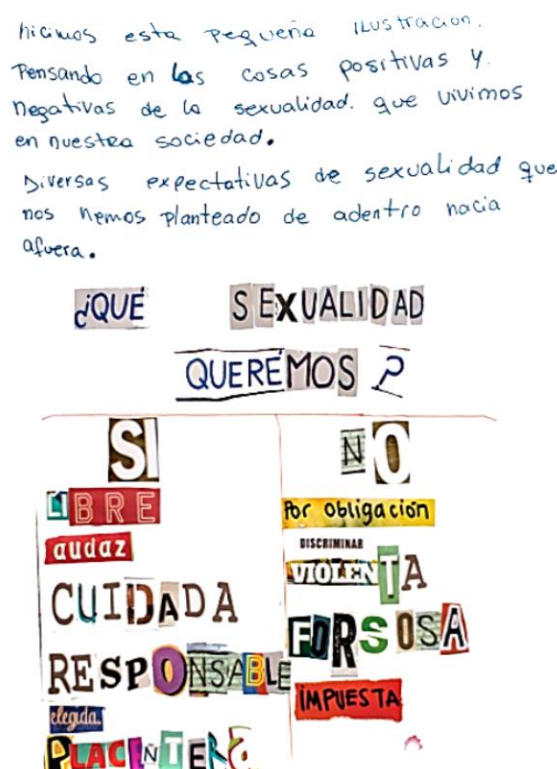 hicimos esta pequeña ilustración.
Pensando en las cosas positivas y
negativas de la sexualidad. que vivimos
en nuestra sociedad.
Diversas expectativas de sexualidad que
nos hemos planteado de adentro hacia
afuera.
¿QUÉ SEXUALIDAD
QUEREMOS?
SI
LIBRE
audaz
CUIDADA
RESPONSABLE
elegida
PLACENTERa
NO
Por obligación
DISCRIMINAR
VIOLENTA
FORSOSA
IMPUESTA